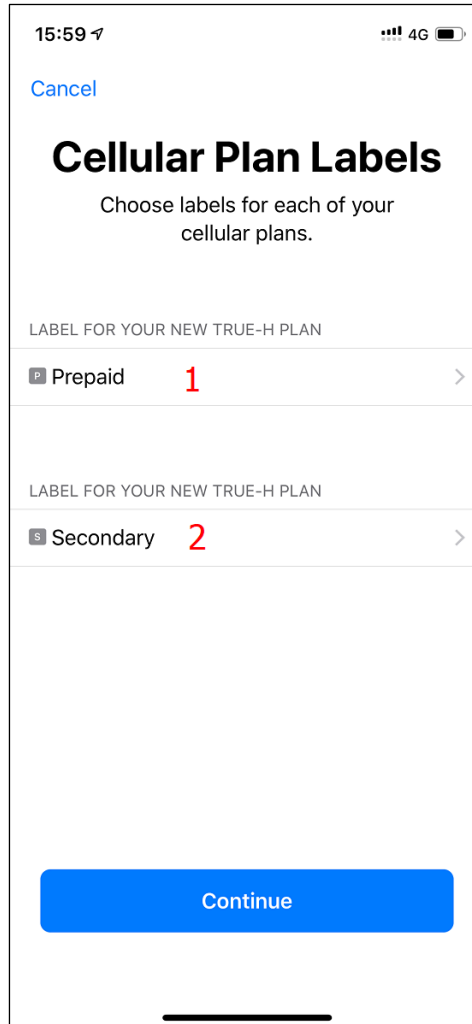 15:59 4G
Cancel
Cellular Plan Labels
Choose labels for each of your
cellular plans.
LABEL FOR YOUR NEW TRUE-H PLAN
P Prepaid 1
LABEL FOR YOUR NEW TRUE-H PLAN
S Secondary 2
Continue